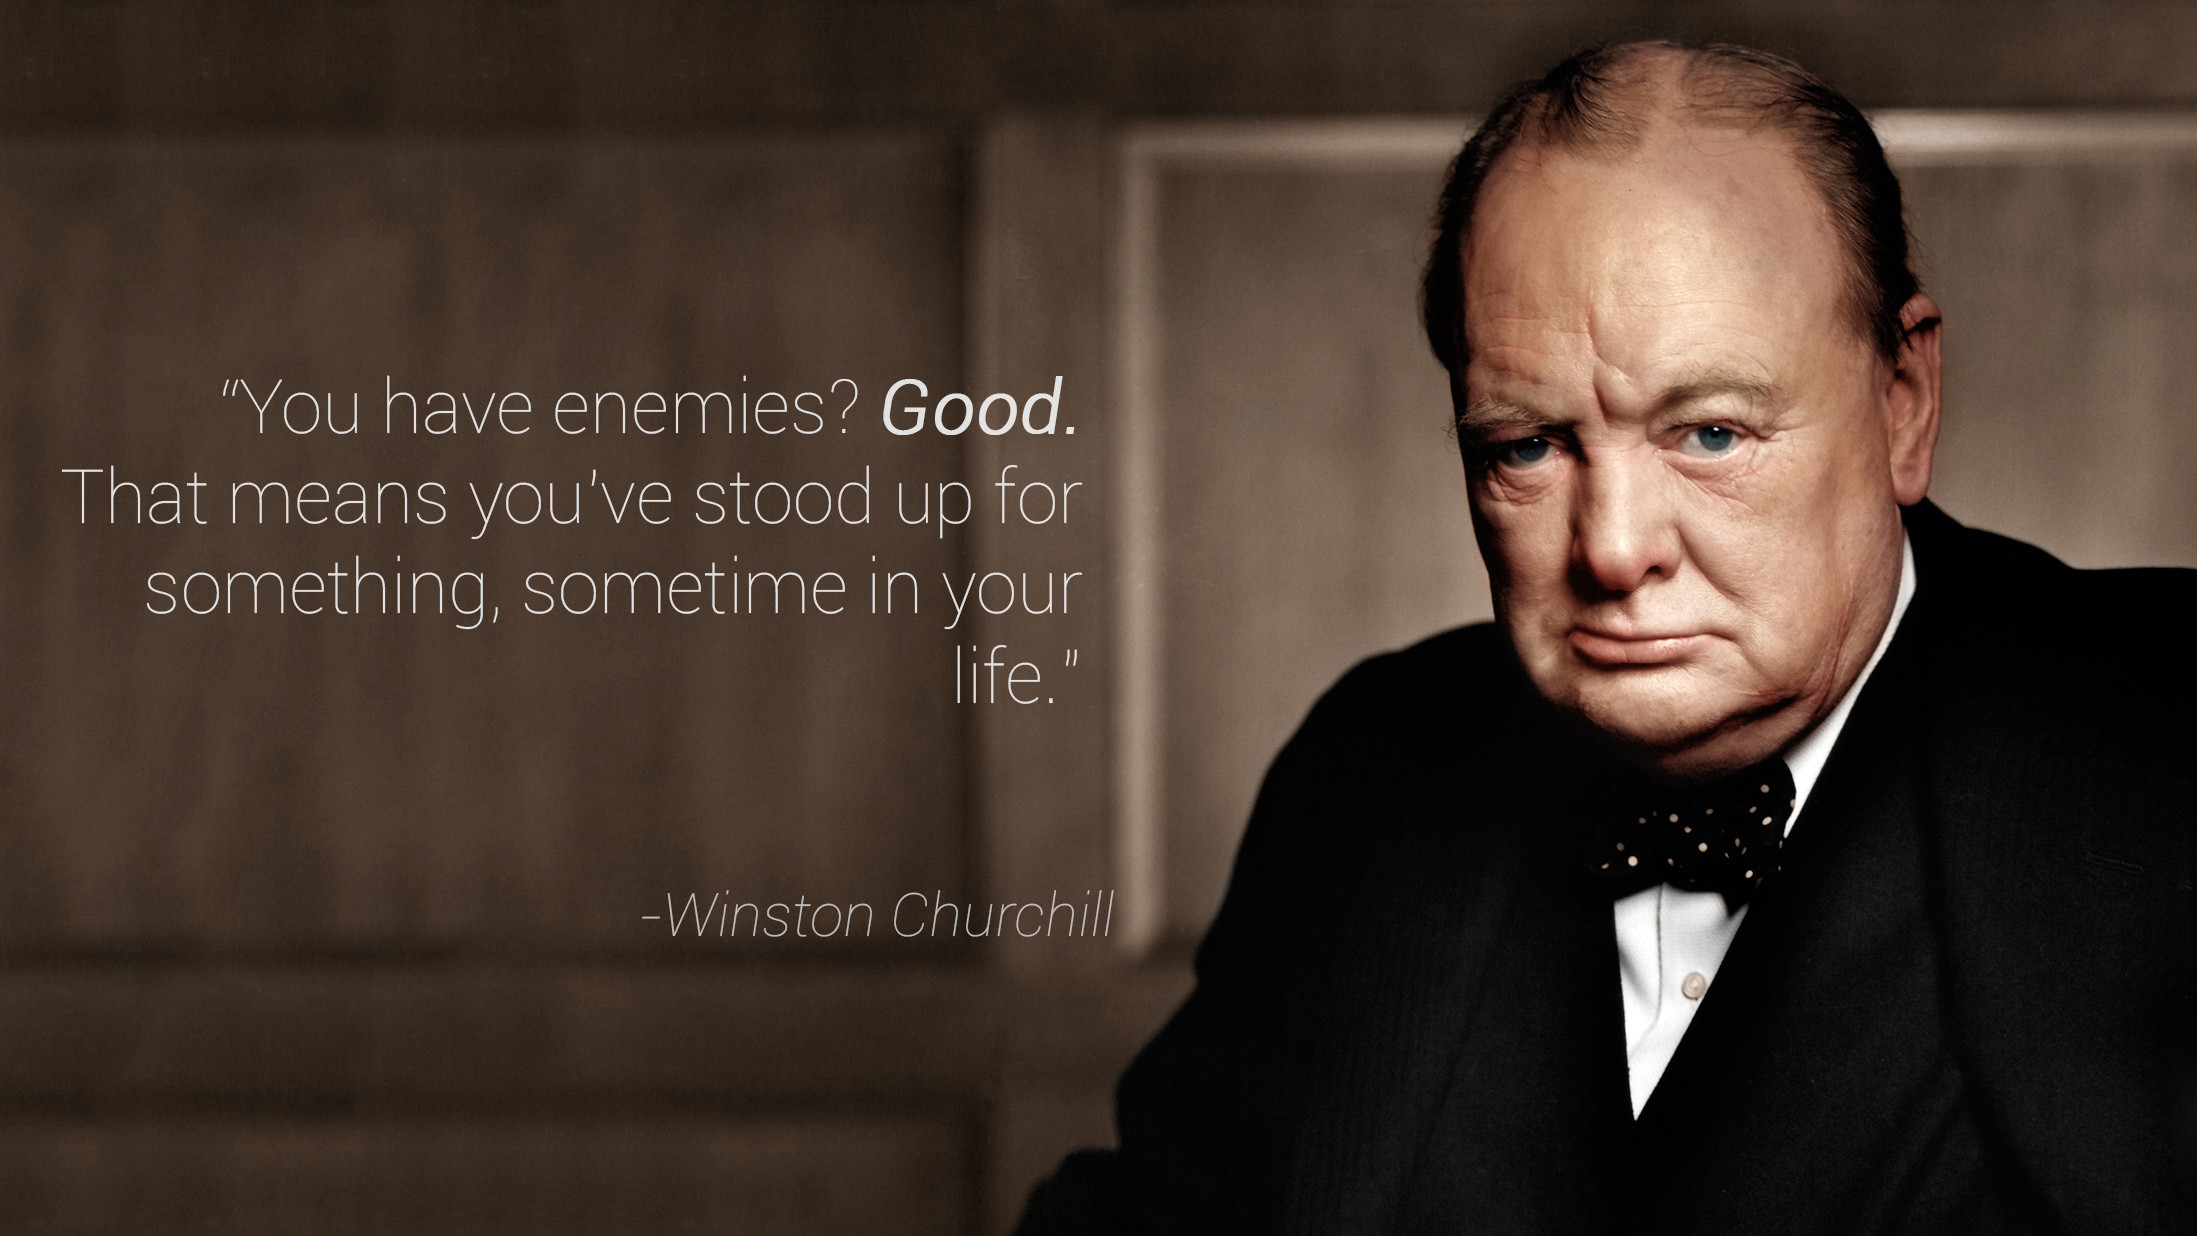 “You have enemies? Good.
That means you've stood up for
something, sometime in your
life.”
-Winston Churchill